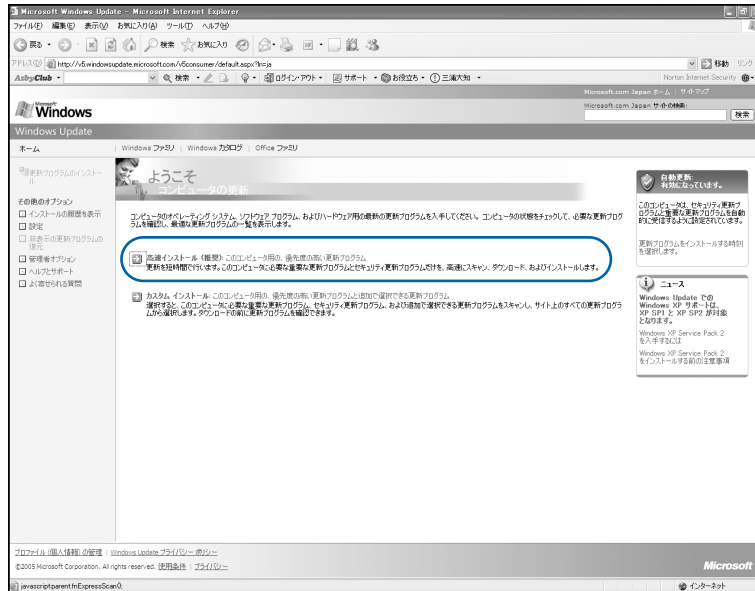 Microsoft Windows Update - Microsoft Internet Explorer
ファイル(F) 編集(E) 表示(V) お気に入り(A) ツール(T) ヘルプ(H)
戻る 検索 お気に入り
アドレス(D) http://v5.windowsupdate.microsoft.com/v5consumer/default.aspx?ln=ja 移動 リンク
AzbyClub 検索 ログイン・アウト サポート お役立ち 三浦大知 Norton Internet Security
Microsoft.com Japan ホーム | サイトマップ
Microsoft Windows
Microsoft.com Japan サイトの検索:
検索
Windows Update
ホーム | Windows ファミリ | Windows カタログ | Office ファミリ
更新プログラムのインストール
その他のオプション
インストールの履歴を表示
設定
非表示の更新プログラムの復元
管理者オプション
ヘルプとサポート
よく寄せられる質問
ようこそ
コンピュータの更新
コンピュータのオペレーティング システム、ソフトウェア プログラム、およびハードウェア用の最新の更新プログラムを入手してください。コンピュータの状態をチェックして、必要な更新プログ
ラムを確認し、最適な更新プログラムの一覧を表示します。
高速インストール (推奨): このコンピュータ用の、優先度の高い更新プログラム
更新を短時間で行います。このコンピュータに必要な重要な更新プログラムとセキュリティ更新プログラムだけを、高速にスキャン、ダウンロード、およびインストールします。
カスタム インストール: このコンピュータ用の、優先度の高い更新プログラムと追加で選択できる更新プログラム
選択すると、このコンピュータに必要な重要な更新プログラム、セキュリティ更新プログラム、および追加で選択できる更新プログラムをスキャンし、サイト上のすべての更新プログラ
ムから選択します。ダウンロードの前に更新プログラムを確認できます。
自動更新:
有効になっています。
このコンピュータは、セキュリティ更新プ
ログラムと重要な更新プログラムを自動
的に受信するように設定されています。
更新プログラムをインストールする時刻
を選択します。
ニュース
Windows Update での
Windows XP サポートは、
XP SP1 と XP SP2 が対象
となります。
Windows XP Service Pack 2
を入手するには
Windows XP Service Pack 2
をインストールする前の注意事項
プロファイル (個人情報) の管理 | Windows Update プライバシー ポリシー
©2005 Microsoft Corporation. All rights reserved. 使用条件 | プライバシー
Microsoft
javascript:parent.fnExpressScan(); インターネット